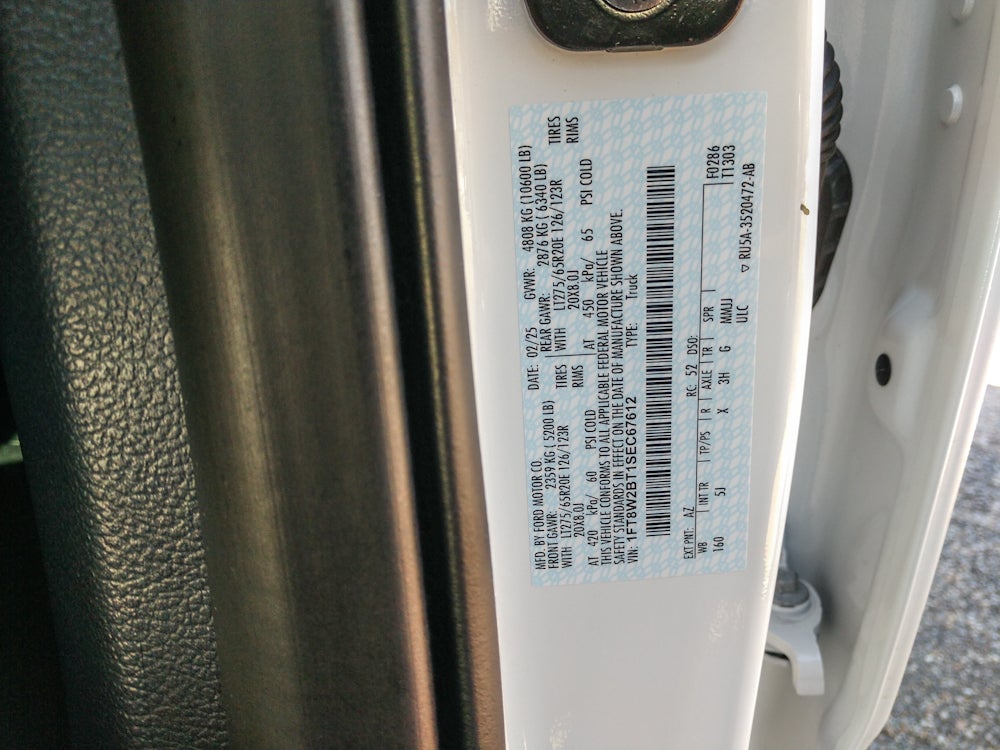 MFD. BY FORD MOTOR CO.
DATE: 02/25 GVWR: 4808 KG (10600 LB)
FRONT GAWR: 2359 KG ( 5200 LB)
REAR GAWR: 2876 KG ( 6340 LB)
WITH LT275/65R20E 126/123R TIRES
WITH LT275/65R20E 126/123R TIRES
20X8.0J RIMS
20X8.0J RIMS
AT 420 kPa/ 60 PSI COLD
AT 450 kPa/ 65 PSI COLD
THIS VEHICLE CONFORMS TO ALL APPLICABLE FEDERAL MOTOR VEHICLE
SAFETY STANDARDS IN EFFECT ON THE DATE OF MANUFACTURE SHOWN ABOVE.
VIN: 1FT8W2BT1SEC67612 TYPE: Truck
EXT PNT: AZ RC: 52 DSO: F0286
WB INT TR TP/PS R AXLE TR SPR T1303
160 5J X 3H G MMJJ
ULC ▽ RU5A-3520472-AB